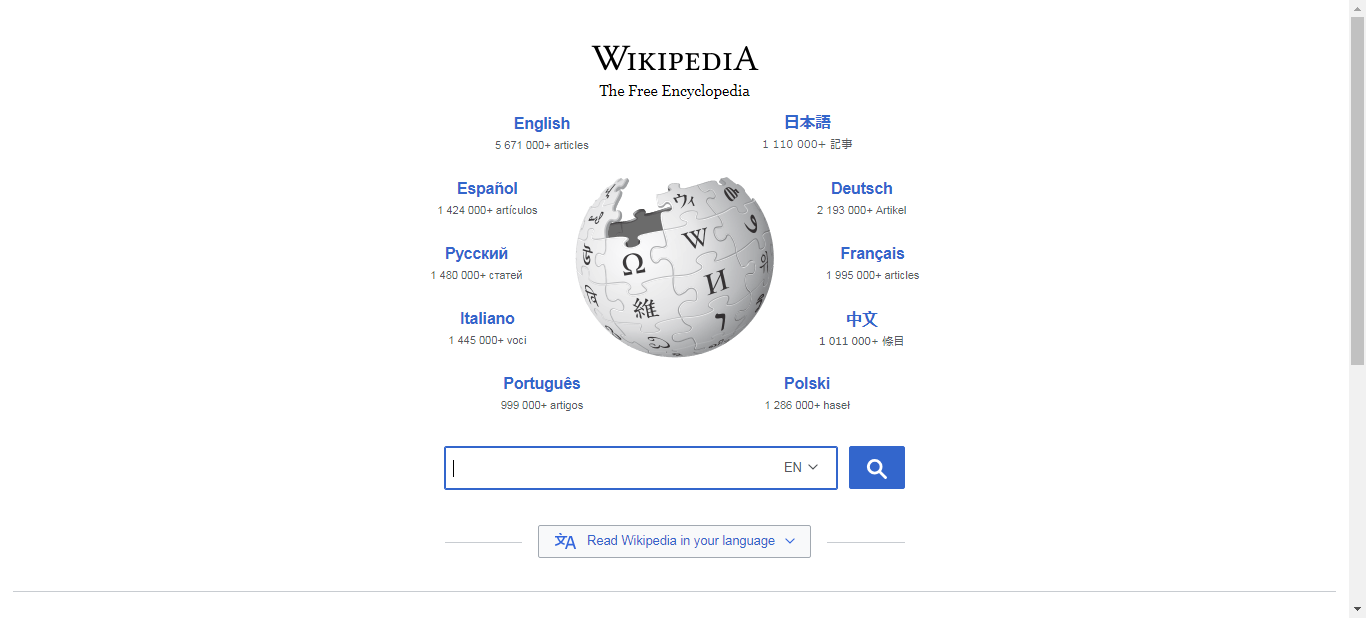 WIKIPEDIA
The Free Encyclopedia
English
5 671 000+ articles
日本語
1 110 000+ 記事
Español
1 424 000+ artículos
Deutsch
2 193 000+ Artikel
Русский
1 480 000+ статей
Français
1 995 000+ articles
Italiano
1 445 000+ voci
中文
1 011 000+ 條目
Português
999 000+ artigos
Polski
1 286 000+ haseł
Ω
W
И
維
ウィ
EN
Read Wikipedia in your language